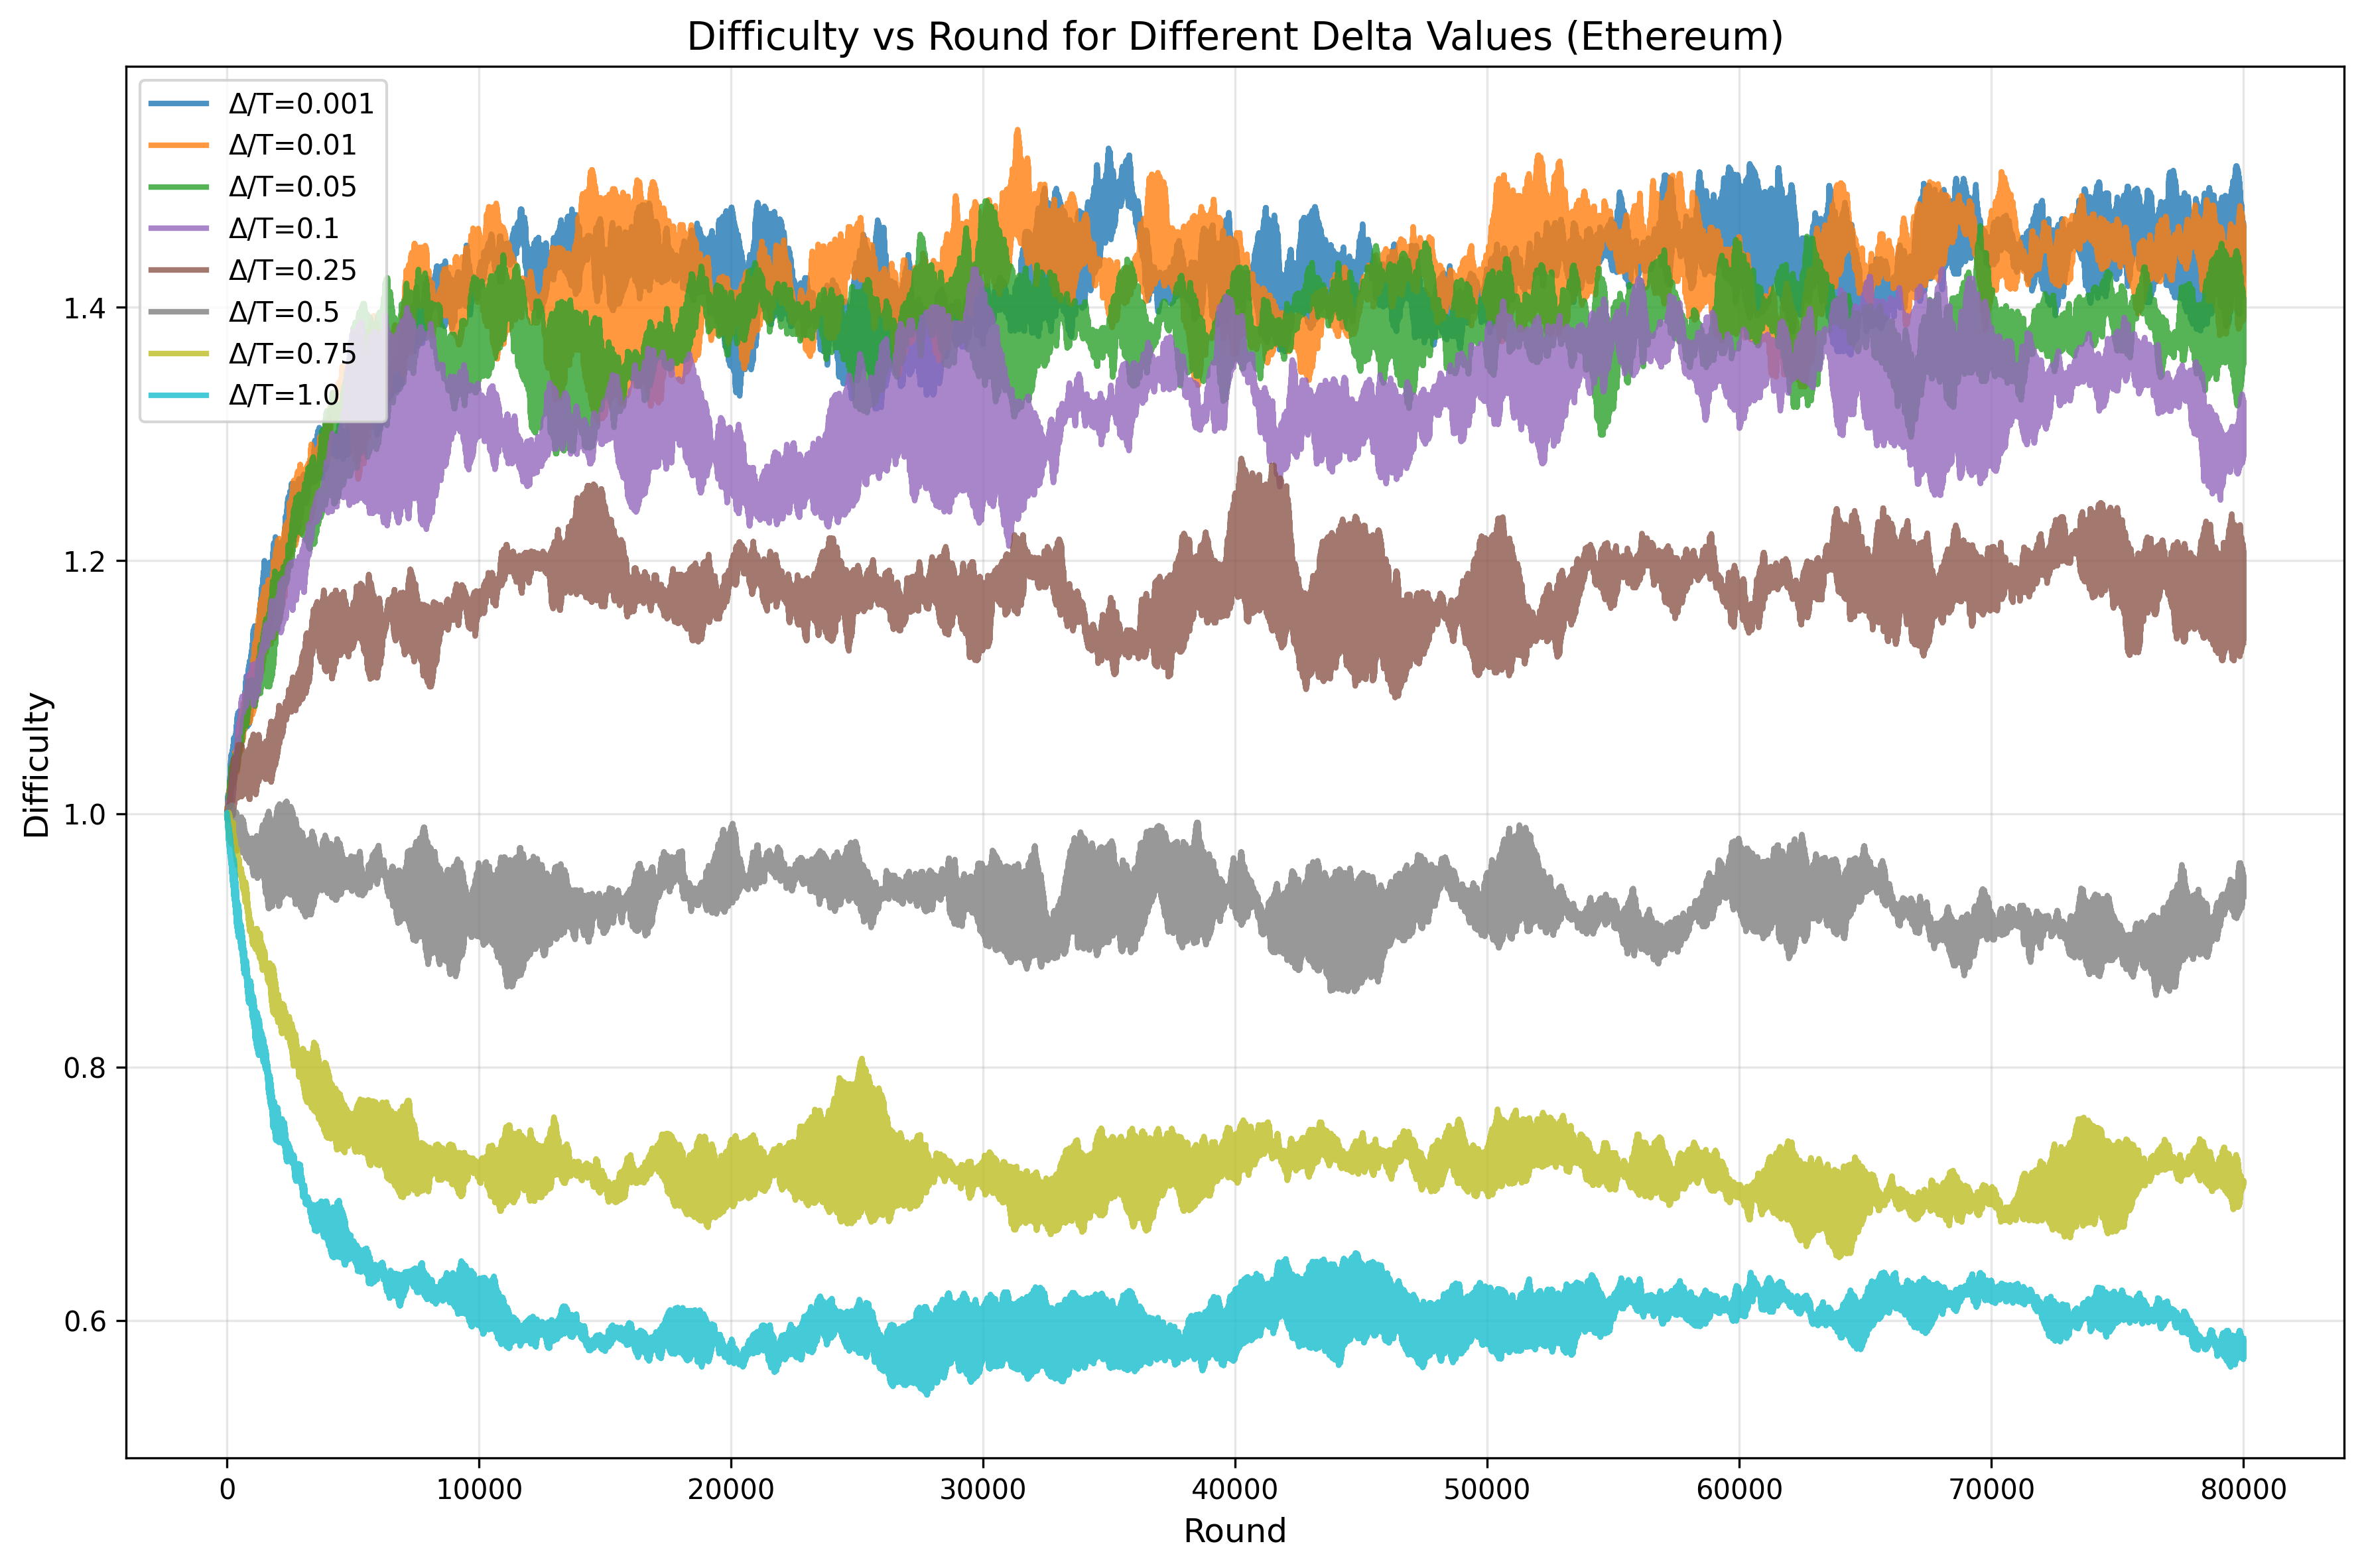 Difficulty vs Round for Different Delta Values (Ethereum)
Δ/T=0.001
Δ/T=0.01
Δ/T=0.05
Δ/T=0.1
Δ/T=0.25
Δ/T=0.5
Δ/T=0.75
Δ/T=1.0
Difficulty
1.4
1.2
1.0
0.8
0.6
0 10000 20000 30000 40000 50000 60000 70000 80000
Round